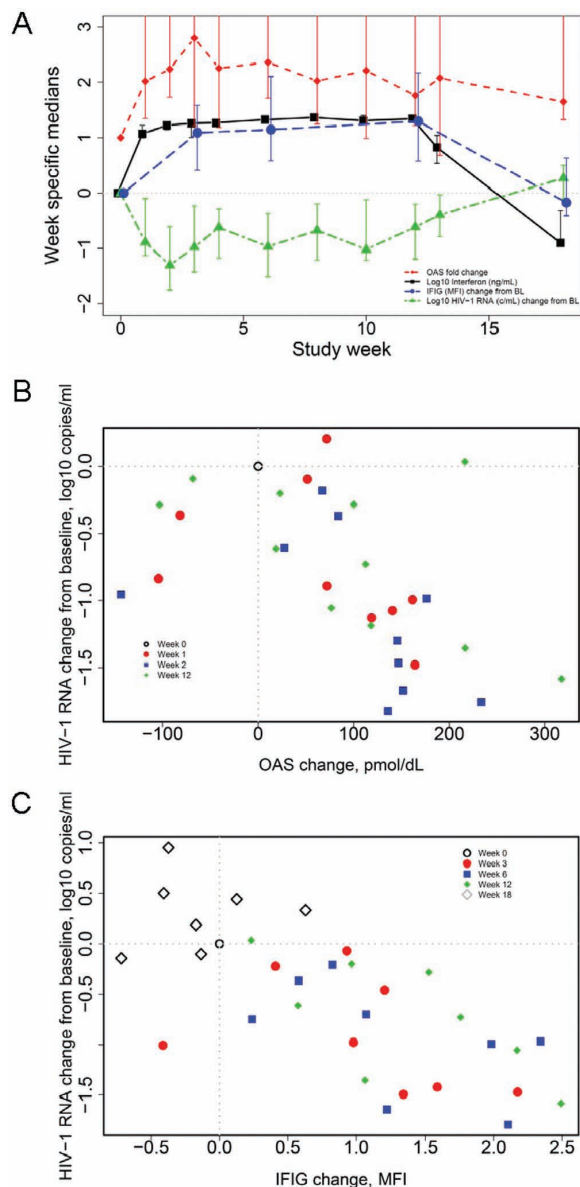 A
Week specific medians
3
2
1
0
−1
−2
0 5 10 15
Study week
OAS fold change
Log10 Interferon (ng/mL)
IFIG (MFI) change from BL
Log10 HIV−1 RNA (c/mL) change from BL
B
HIV−1 RNA change from baseline, log10 copies/ml
0.0
−0.5
−1.0
−1.5
Week 0
Week 1
Week 2
Week 12
−100 0 100 200 300
OAS change, pmol/dL
C
HIV−1 RNA change from baseline, log10 copies/ml
1.0
0.5
0.0
−0.5
−1.5
Week 0
Week 3
Week 6
Week 12
Week 18
−0.5 0.0 0.5 1.0 1.5 2.0 2.5
IFIG change, MFI